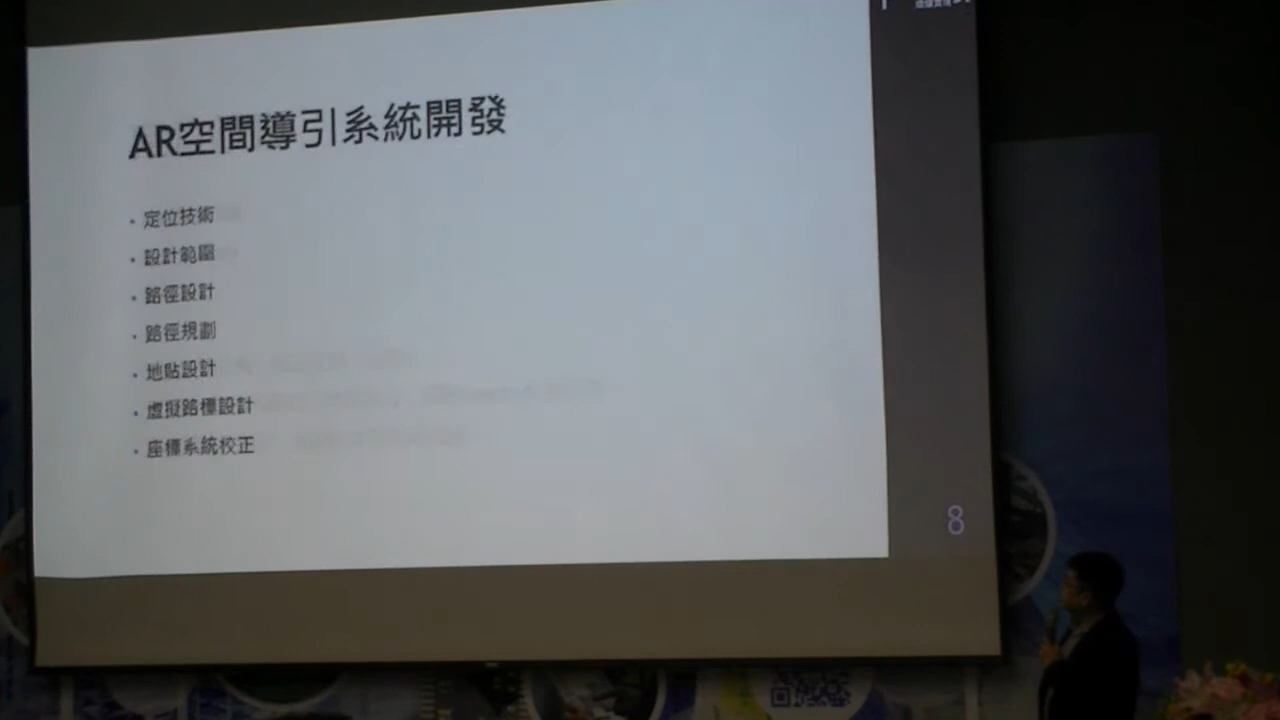 AR空間導引系統開發
• 定位技術
• 設計範圍
• 路徑設計
• 路徑規劃
• 地貼設計
• 虛擬路標設計
• 座標系統校正
8